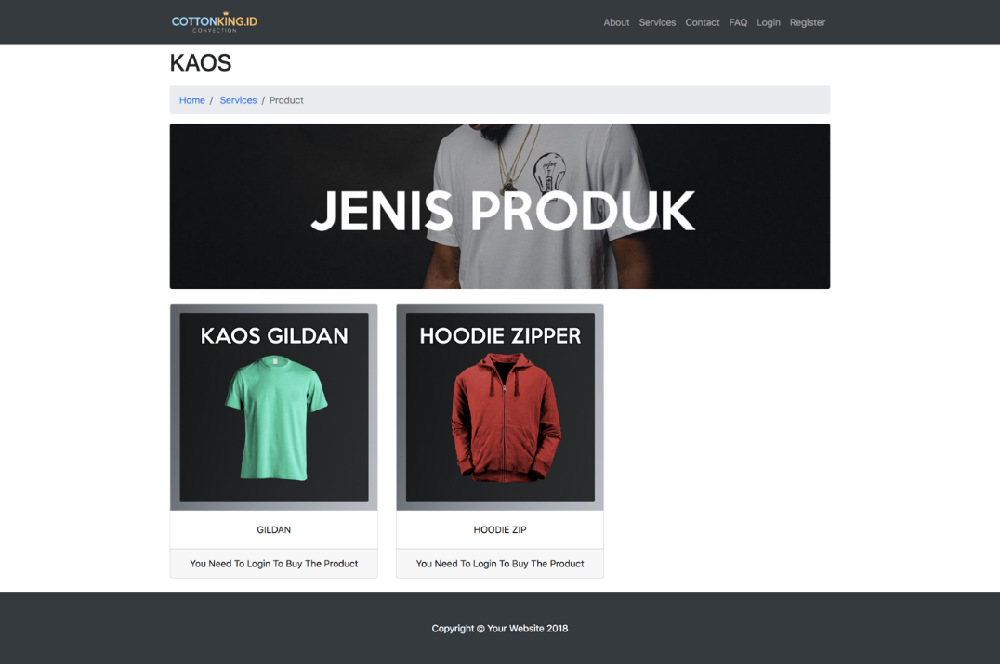 COTTONKING.ID
CONVECTION
About Services Contact FAQ Login Register
KAOS
Home / Services / Product
JENIS PRODUK
KAOS GILDAN
HOODIE ZIPPER
GILDAN
HOODIE ZIP
You Need To Login To Buy The Product
You Need To Login To Buy The Product
Copyright © Your Website 2018